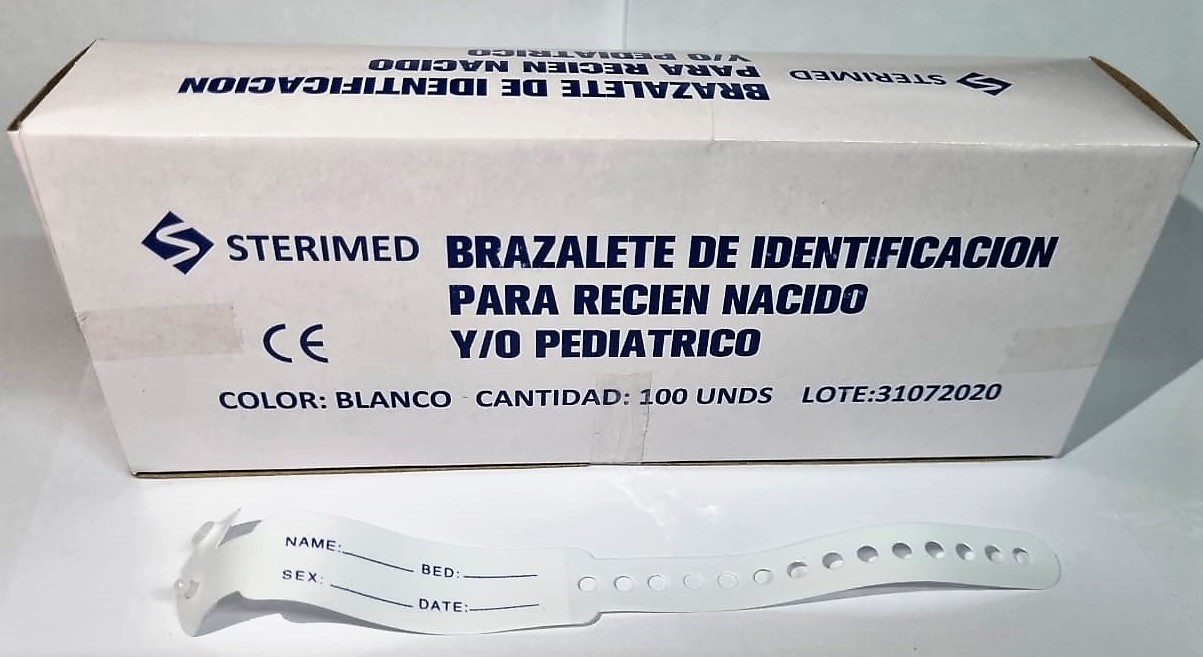 BRAZALETE DE IDENTIFICACION
PARA RECIEN NACIDO
Y/O PEDIATRICO
STERIMED
STERIMED
BRAZALETE DE IDENTIFICACION
PARA RECIEN NACIDO
Y/O PEDIATRICO
CE
COLOR: BLANCO CANTIDAD: 100 UNDS LOTE:31072020
NAME:
BED:
SEX:
DATE: